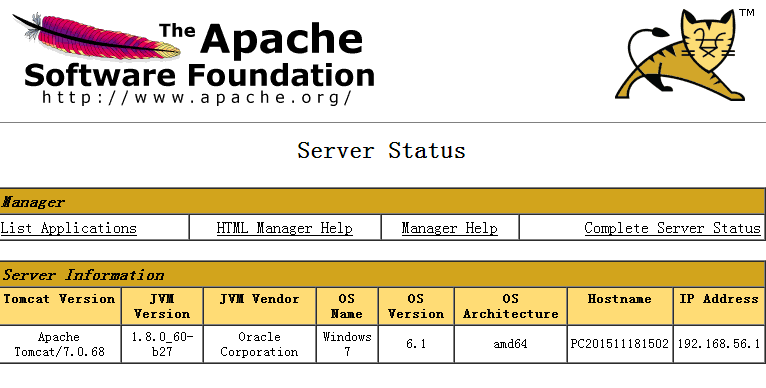 The Apache
Software Foundation
http://www.apache.org/
TM
Server Status
Manager
List Applications HTML Manager Help Manager Help Complete Server Status
Server Information
Tomcat Version JVM Version JVM Vendor OS Name OS Version OS Architecture Hostname IP Address
Apache Tomcat/7.0.68 1.8.0_60-b27 Oracle Corporation Windows 7 6.1 amd64 PC201511181502 192.168.56.1